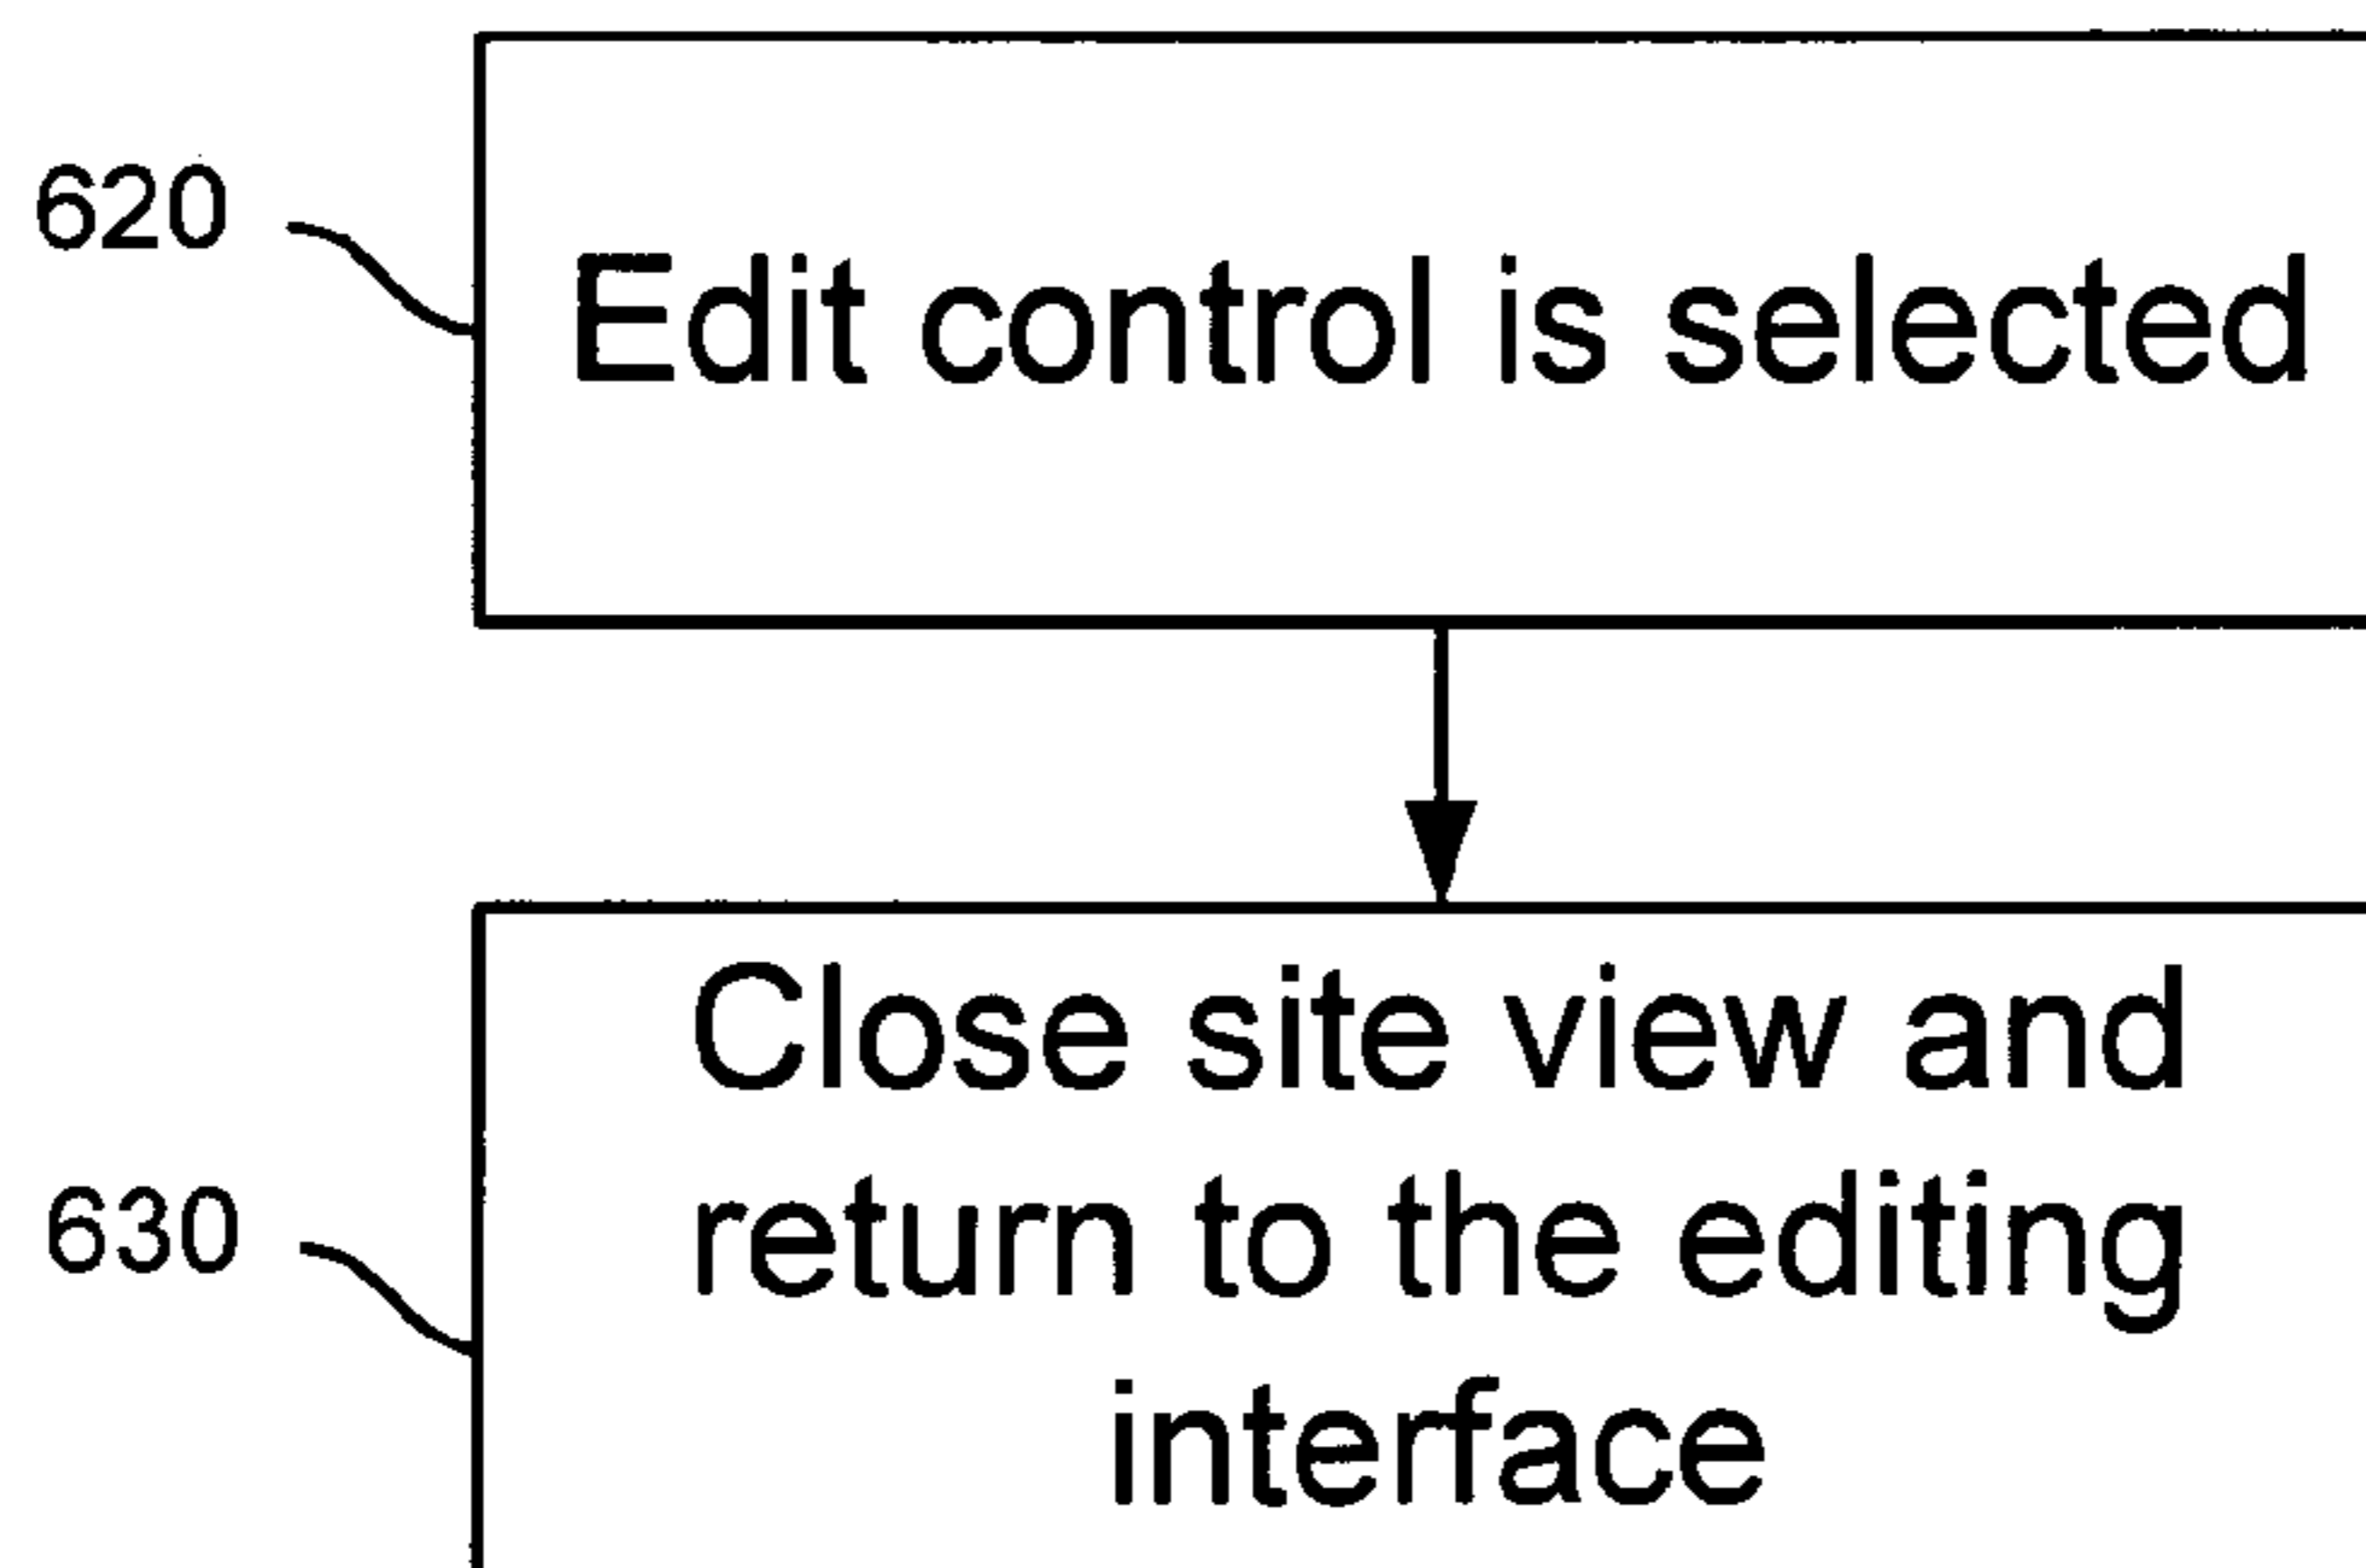 620
Edit control is selected
Close site view and
return to the editing
630
interface